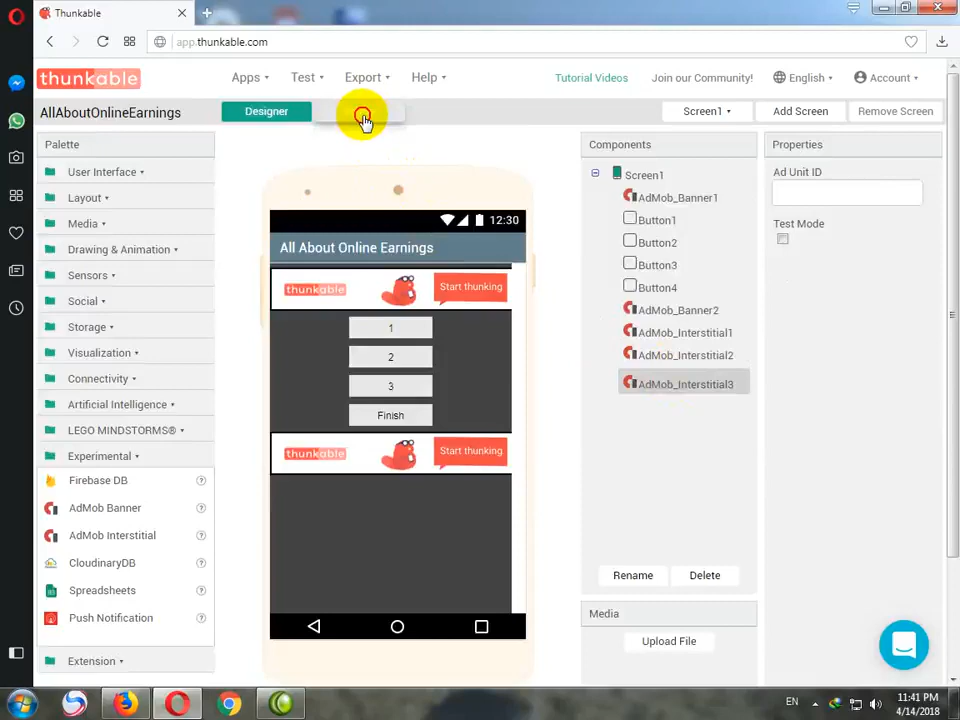 Thunkable
app.thunkable.com
thunkable
Apps
Test
Export
Help
Tutorial Videos
Join our Community!
English
Account
AllAboutOnlineEarnings
Designer
Screen1
Add Screen
Remove Screen
Palette
User Interface
Layout
Media
Drawing & Animation
Sensors
Social
Storage
Visualization
Connectivity
Artificial Intelligence
LEGO MINDSTORMS®
Experimental
Firebase DB
AdMob Banner
AdMob Interstitial
CloudinaryDB
Spreadsheets
Push Notification
Extension
12:30
All About Online Earnings
thunkable
Start thunking
1
2
3
Finish
thunkable
Start thunking
Components
Screen1
AdMob_Banner1
Button1
Button2
Button3
Button4
AdMob_Banner2
AdMob_Interstitial1
AdMob_Interstitial2
AdMob_Interstitial3
Rename
Delete
Media
Upload File
Properties
Ad Unit ID
Test Mode
EN
11:41 PM
4/14/2018